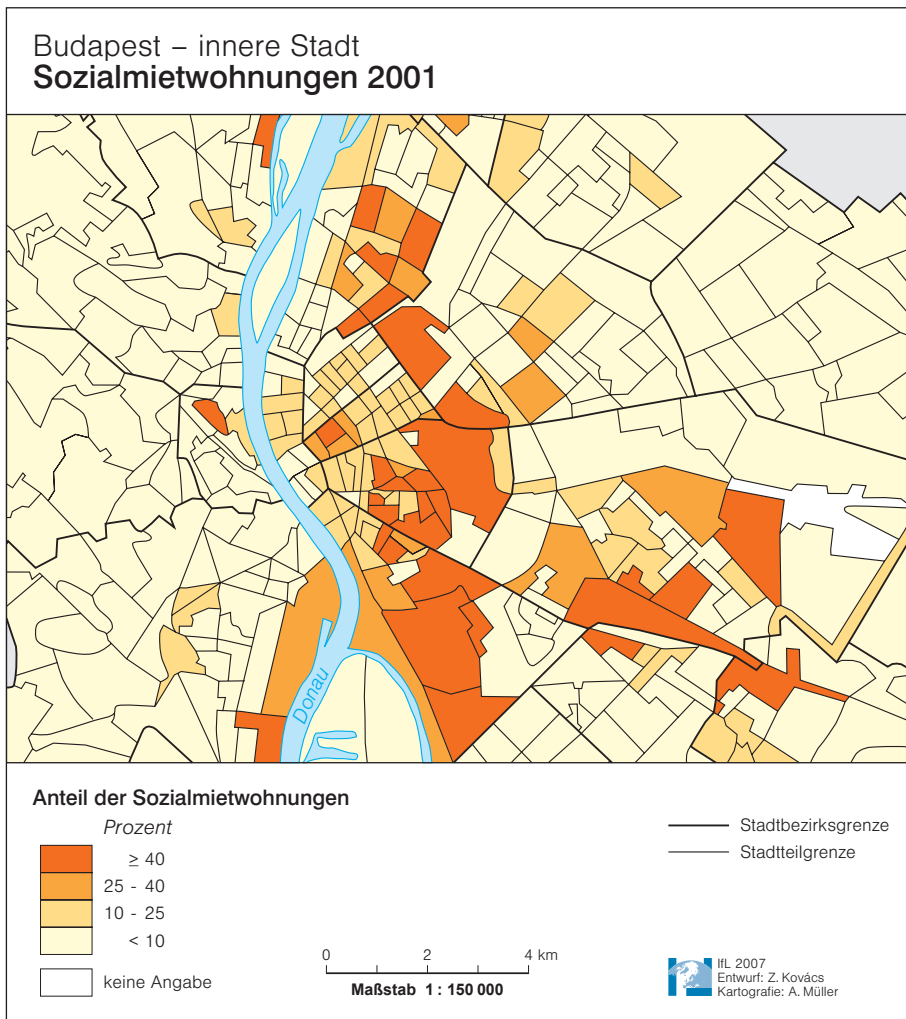 Budapest – innere Stadt
Sozialmietwohnungen 2001
Donau
Anteil der Sozialmietwohnungen
Prozent
≥ 40
25 - 40
10 - 25
< 10
keine Angabe
0 2 4 km
Maßstab 1 : 150 000
Stadtbezirksgrenze
Stadtteilgrenze
IfL 2007
Entwurf: Z. Kovács
Kartografie: A. Müller